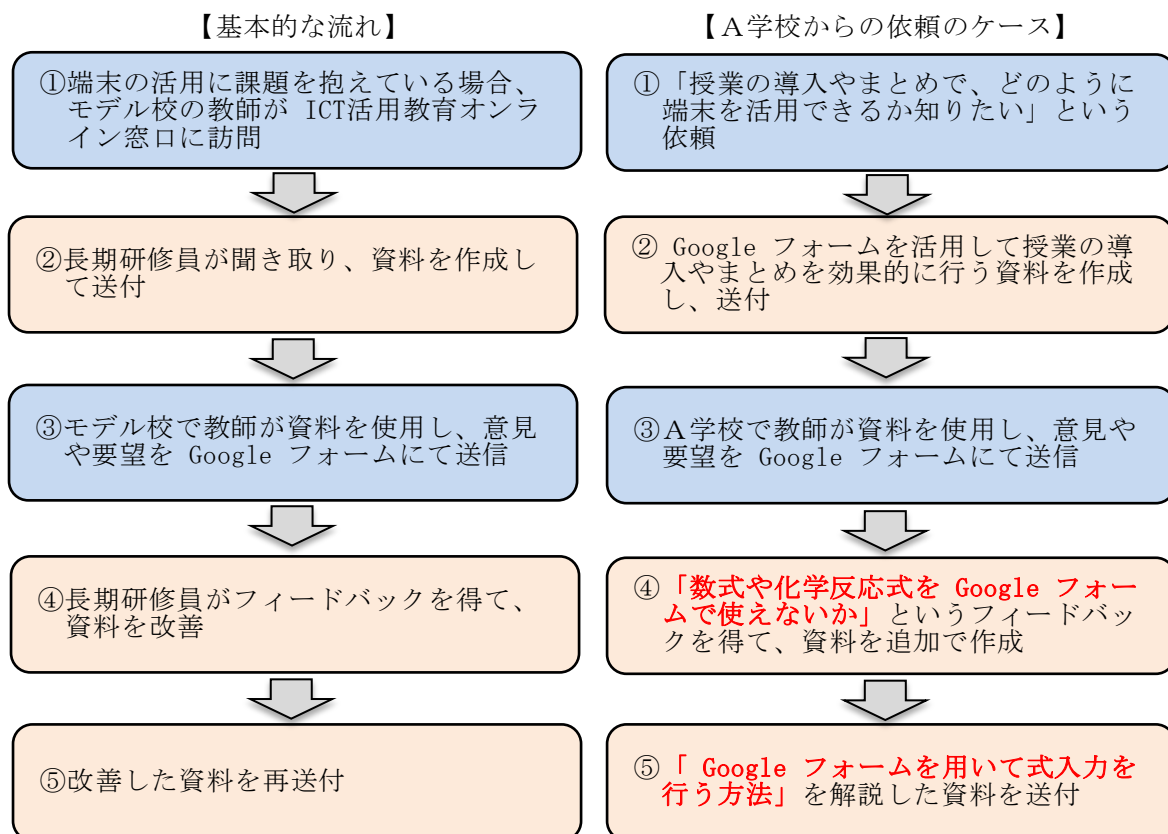 【基本的な流れ】
①端末の活用に課題を抱えている場合、
モデル校の教師が ICT活用教育オンラ
イン窓口に訪問
②長期研修員が聞き取り、資料を作成し
て送付
③モデル校で教師が資料を使用し、意見
や要望を Google フォームにて送信
④長期研修員がフィードバックを得て、
資料を改善
⑤改善した資料を再送付
【Ａ学校からの依頼のケース】
①「授業の導入やまとめで、どのように
端末を活用できるか知りたい」という
依頼
② Google フォームを活用して授業の導
入やまとめを効果的に行う資料を作成
し、送付
③Ａ学校で教師が資料を使用し、意見や
要望を Google フォームにて送信
④「数式や化学反応式を Google フォー
ムで使えないか」というフィードバッ
クを得て、資料を追加で作成
⑤「 Google フォームを用いて式入力を
行う方法」を解説した資料を送付